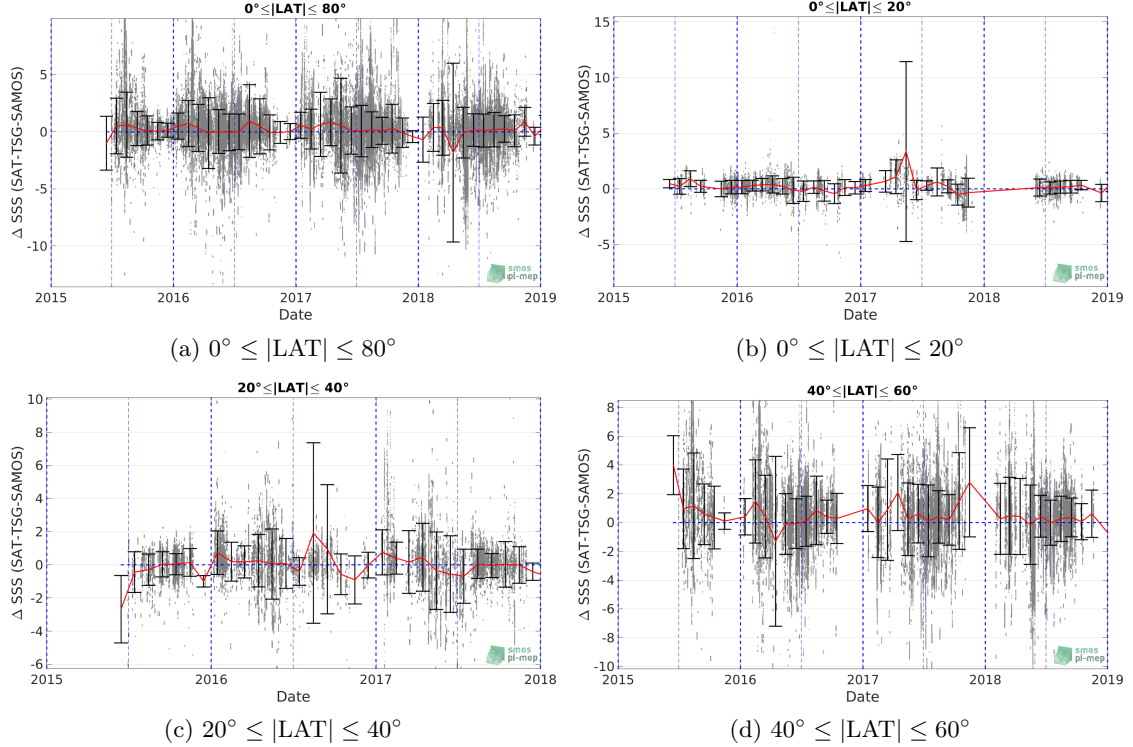 0°≤|LAT|≤ 80°
Δ SSS (SAT-TSG-SAMOS)
5
0
-5
-10
2015 2016 2017 2018 2019
Date
smos
pi-mep
(a) 0° ≤ |LAT| ≤ 80°
0°≤|LAT|≤ 20°
Δ SSS (SAT-TSG-SAMOS)
15
10
5
0
-5
2015 2016 2017 2018 2019
Date
smos
pi-mep
(b) 0° ≤ |LAT| ≤ 20°
20°≤|LAT|≤ 40°
Δ SSS (SAT-TSG-SAMOS)
10
8
6
4
2
0
-2
-4
-6
2015 2016 2017 2018
Date
smos
pi-mep
(c) 20° ≤ |LAT| ≤ 40°
40°≤|LAT|≤ 60°
Δ SSS (SAT-TSG-SAMOS)
8
6
4
2
0
-2
-4
-6
-8
-10
2015 2016 2017 2018 2019
Date
smos
pi-mep
(d) 40° ≤ |LAT| ≤ 60°